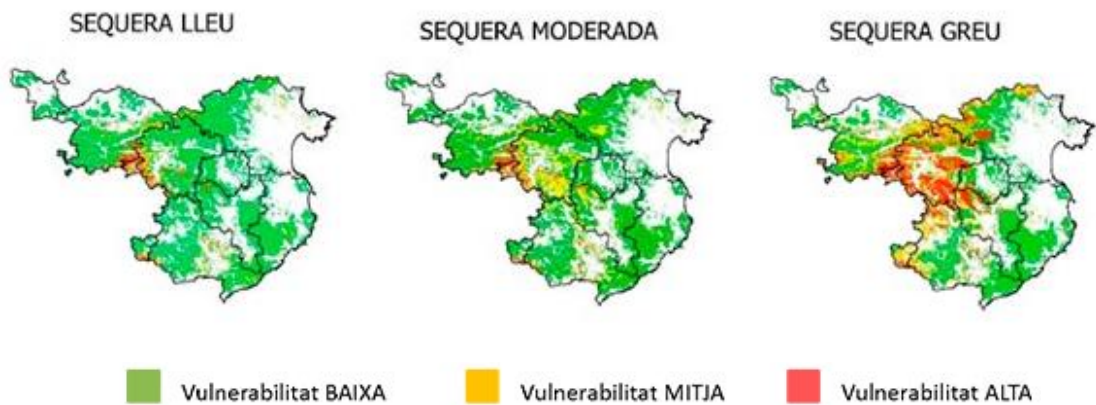 SEQUERA LLEU
SEQUERA MODERADA
SEQUERA GREU
Vulnerabilitat BAIXA
Vulnerabilitat MITJA
Vulnerabilitat ALTA